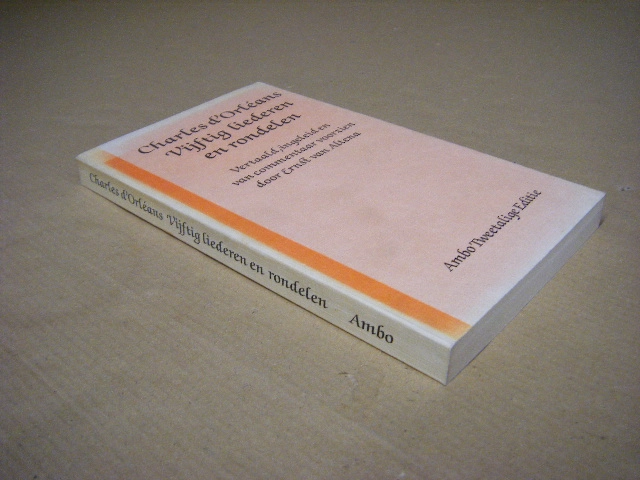 Charles d'Orléans
Vijftig liederen
en rondelen
Vertaald, ingeleid en
van commentaar voorzien
door Ernst van Altena
Ambo Tweetalige Editie
Charles d'Orléans Vijftig liederen en rondelen Ambo